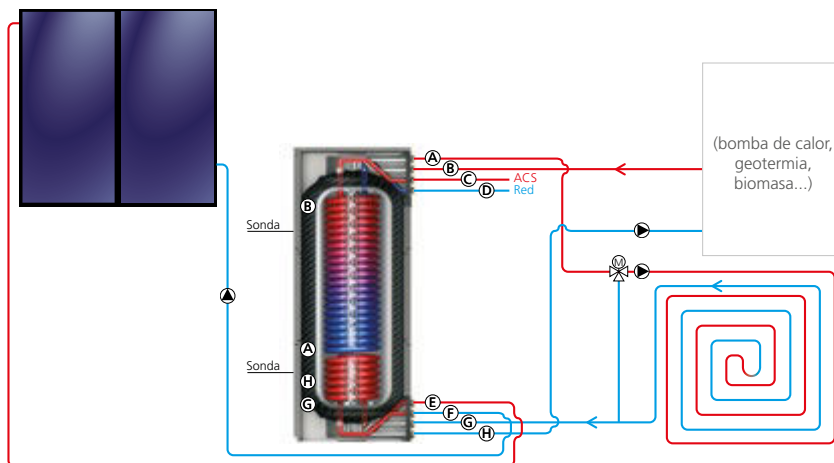 A
B
(bomba de calor,
geotermia,
biomasa...)
C
ACS
D
Red
B
Sonda
M
A
Sonda
H
G
E
F
G
H